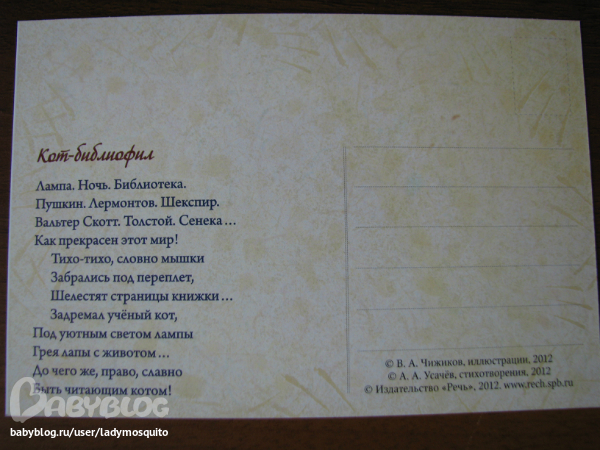 Кот-библиофил
Лампа. Ночь. Библиотека.
Пушкин. Лермонтов. Шекспир.
Вальтер Скотт. Толстой. Сенека...
Как прекрасен этот мир!
Тихо-тихо, словно мышки
Забрались под переплет,
Шелестят страницы книжки...
Задремал учёный кот,
Под уютным светом лампы
Грея лапы с животом...
До чего же, право, славно
Быть читающим котом!
© В. А. Чижиков, иллюстрации, 2012
© А. А. Усачёв, стихотворения, 2012
© Издательство «Речь», 2012. www.rech.spb.ru
BABYBLOG
babyblog.ru/user/ladymosquito